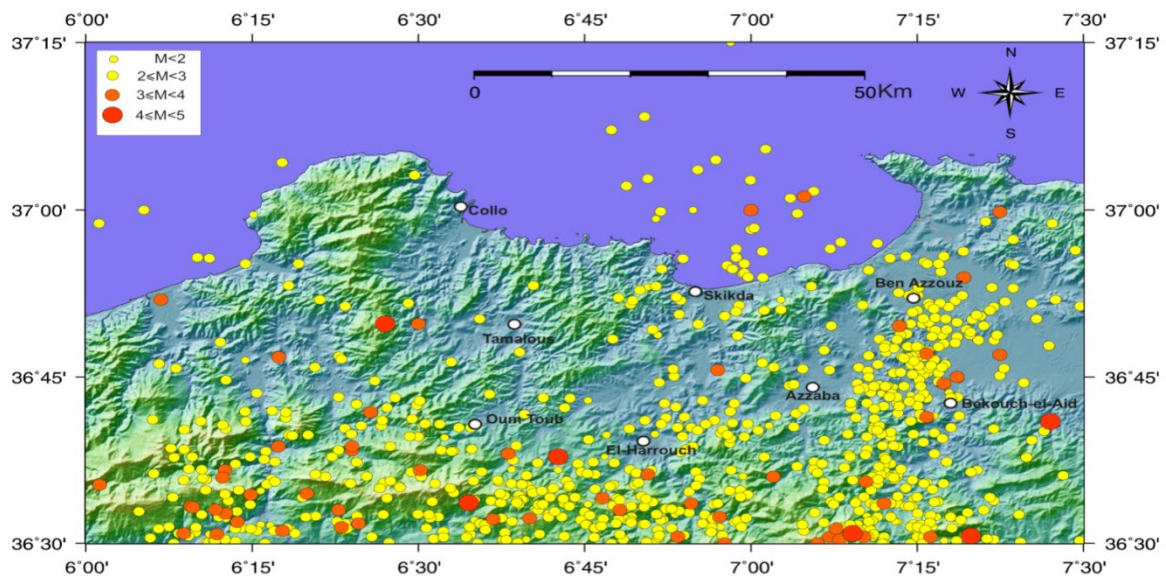 6°00' 6°15' 6°30' 6°45' 7°00' 7°15' 7°30'
37°15' 37°15'
M<2
2⩽M<3
3⩽M<4
4⩽M<5
0 50Km
N
W E
S
37°00' 37°00'
Collo
Skikda
Ben Azzouz
Tamalous
36°45' 36°45'
Azzaba
Bekouch-el-Aid
Oum-Toub
El-Harrouch
36°30' 36°30'
6°00' 6°15' 6°30' 6°45' 7°00' 7°15' 7°30'